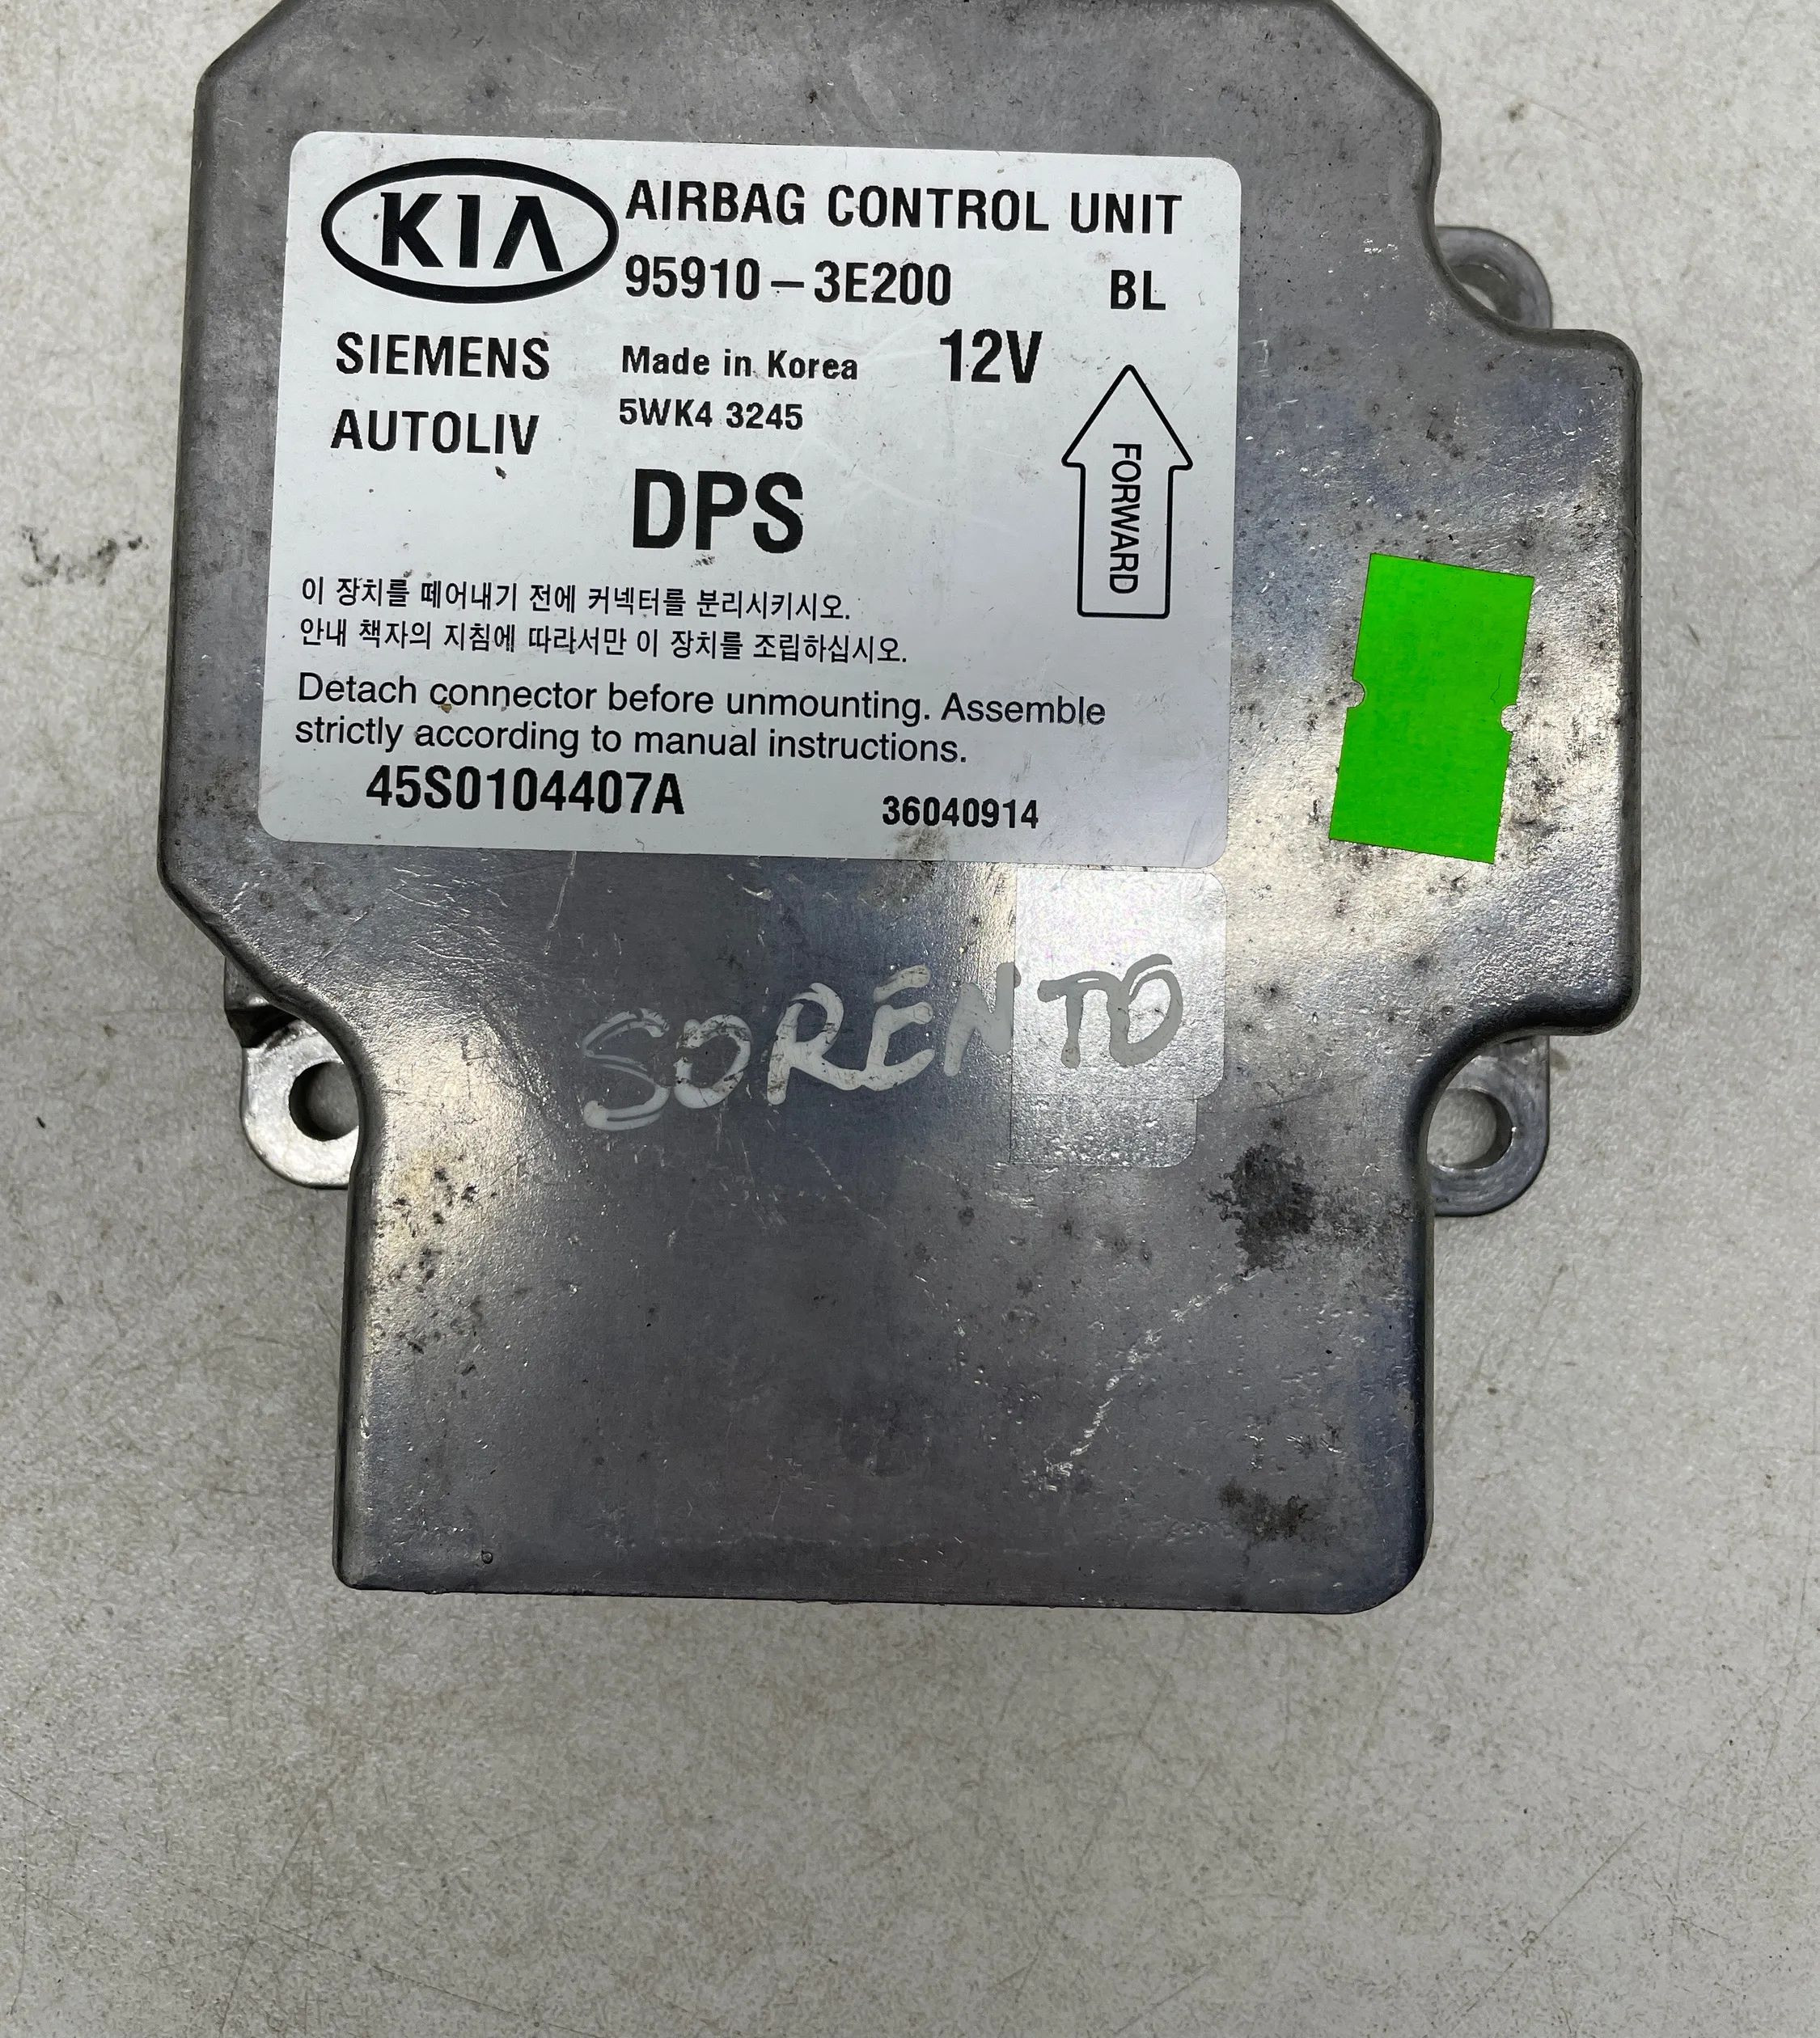 KIA
AIRBAG CONTROL UNIT
95910-3E200 BL
SIEMENS
AUTOLIV
Made in Korea 12V
5WK4 3245
DPS
FORWARD
이 장치를 떼어내기 전에 커넥터를 분리시키시오.
안내 책자의 지침에 따라서만 이 장치를 조립하십시오.
Detach connector before unmounting. Assemble
strictly according to manual instructions.
45S0104407A 36040914
SORENTO